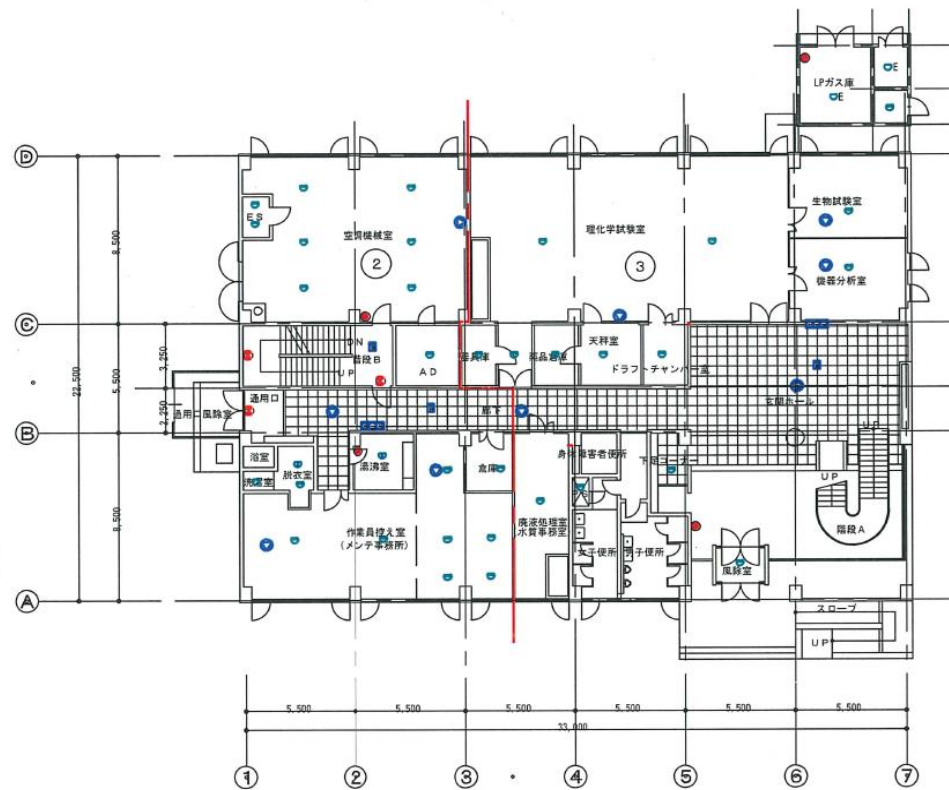 LPガス庫
E
E
D
生物試験室
ES
空調機械室
理化学試験室
2
3
機器分析室
C
DN
階段B
UP
AD
器具庫
薬品倉庫
天秤室
ドラフトチャンバー室
8,500
3,250
5,500
22,500
2,250
通用口
通用口風除室
廊下
玄関ホール
B
浴室
脱衣室
洗濯室
湯沸室
倉庫
身体障害者便所
下足コーナー
UP
UP
PS
作業員控え室
(メンテ事務所)
廃液処理室
水質事務室
階段A
女子便所
男子便所
風除室
8,500
A
スロープ
UP
5,500
5,500
5,500
5,500
5,500
5,500
33,000
1
2
3
4
5
6
7